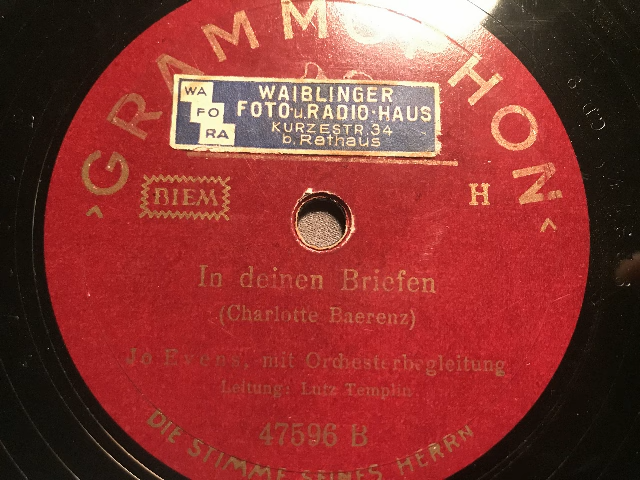 >GRAMMOPHON<
WA
FO
RA
WAIBLINGER
FOTO u. RADIO-HAUS
KURZESTR. 34
b. Rathaus
BIEM
H
In deinen Briefen
(Charlotte Baerenz)
Jo Evens, mit Orchesterbegleitung
Leitung: Lutz Templin
47596 B
DIE STIMME SEINES HERRN